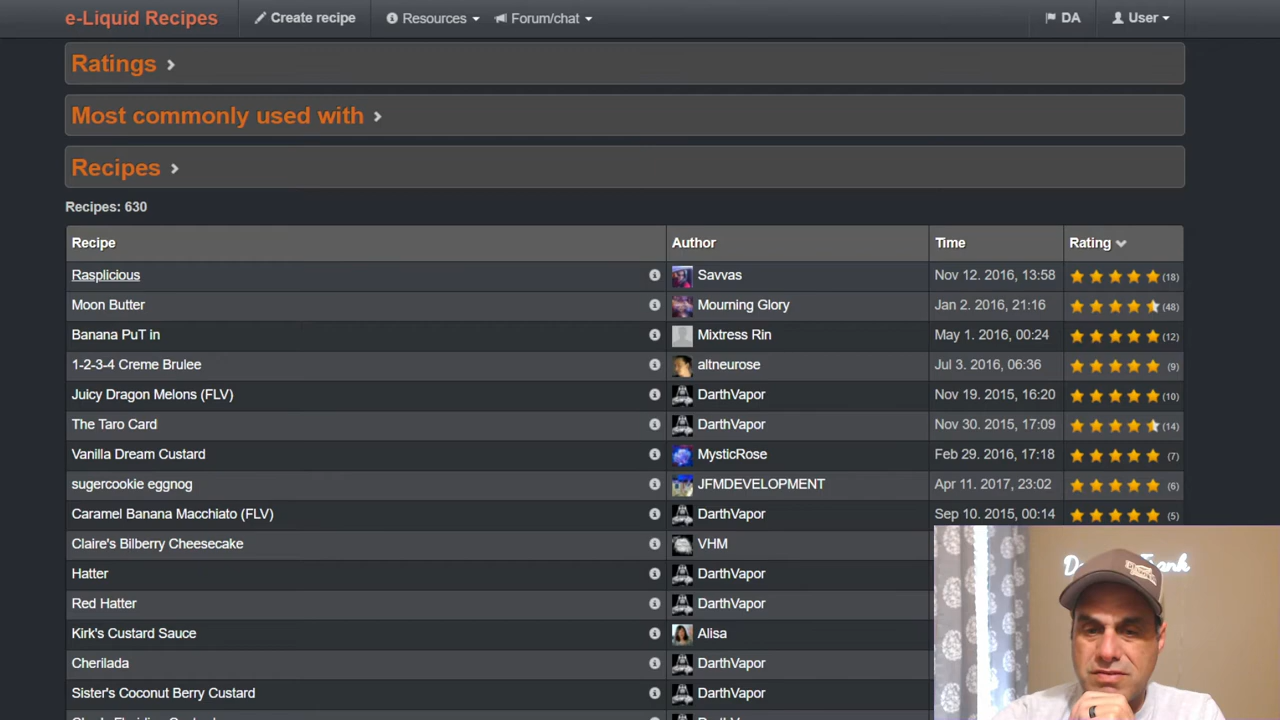 e-Liquid Recipes Create recipe Resources Forum/chat DA User
Ratings
Most commonly used with
Recipes
Recipes: 630
Recipe Author Time Rating
Rasplicious Savvas Nov 12. 2016, 13:58 (18)
Moon Butter Mourning Glory Jan 2. 2016, 21:16 (48)
Banana PuT in Mixtress Rin May 1. 2016, 00:24 (12)
1-2-3-4 Creme Brulee altneurose Jul 3. 2016, 06:36 (9)
Juicy Dragon Melons (FLV) DarthVapor Nov 19. 2015, 16:20 (10)
The Taro Card DarthVapor Nov 30. 2015, 17:09 (14)
Vanilla Dream Custard MysticRose Feb 29. 2016, 17:18 (7)
sugercookie eggnog JFMDEVELOPMENT Apr 11. 2017, 23:02 (6)
Caramel Banana Macchiato (FLV) DarthVapor Sep 10. 2015, 00:14 (5)
Claire's Bilberry Cheesecake VHM
Hatter DarthVapor
Red Hatter DarthVapor
Kirk's Custard Sauce Alisa
Cherilada DarthVapor
Sister's Coconut Berry Custard DarthVapor